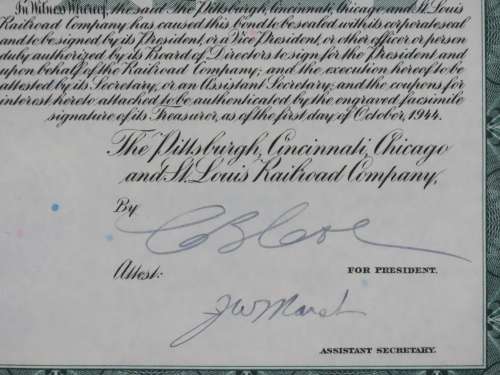 In Witness Whereof, the said The Pittsburgh, Cincinnati, Chicago and St. Louis
Railroad Company has caused this bond to be sealed with its corporate seal
and to be signed by its President, or a Vice President, or other officer or person
duly authorized by its Board of Directors to sign for the President and
upon behalf of the Railroad Company; and the execution hereof to be
attested by its Secretary, or an Assistant Secretary; and the coupons for
interest hereto attached to be authenticated by the engraved facsimile
signature of its Treasurer, as of the first day of October, 1944.
The Pittsburgh, Cincinnati, Chicago
and St. Louis Railroad Company,
By
Attest:
FOR PRESIDENT.
J W Marsh
ASSISTANT SECRETARY.